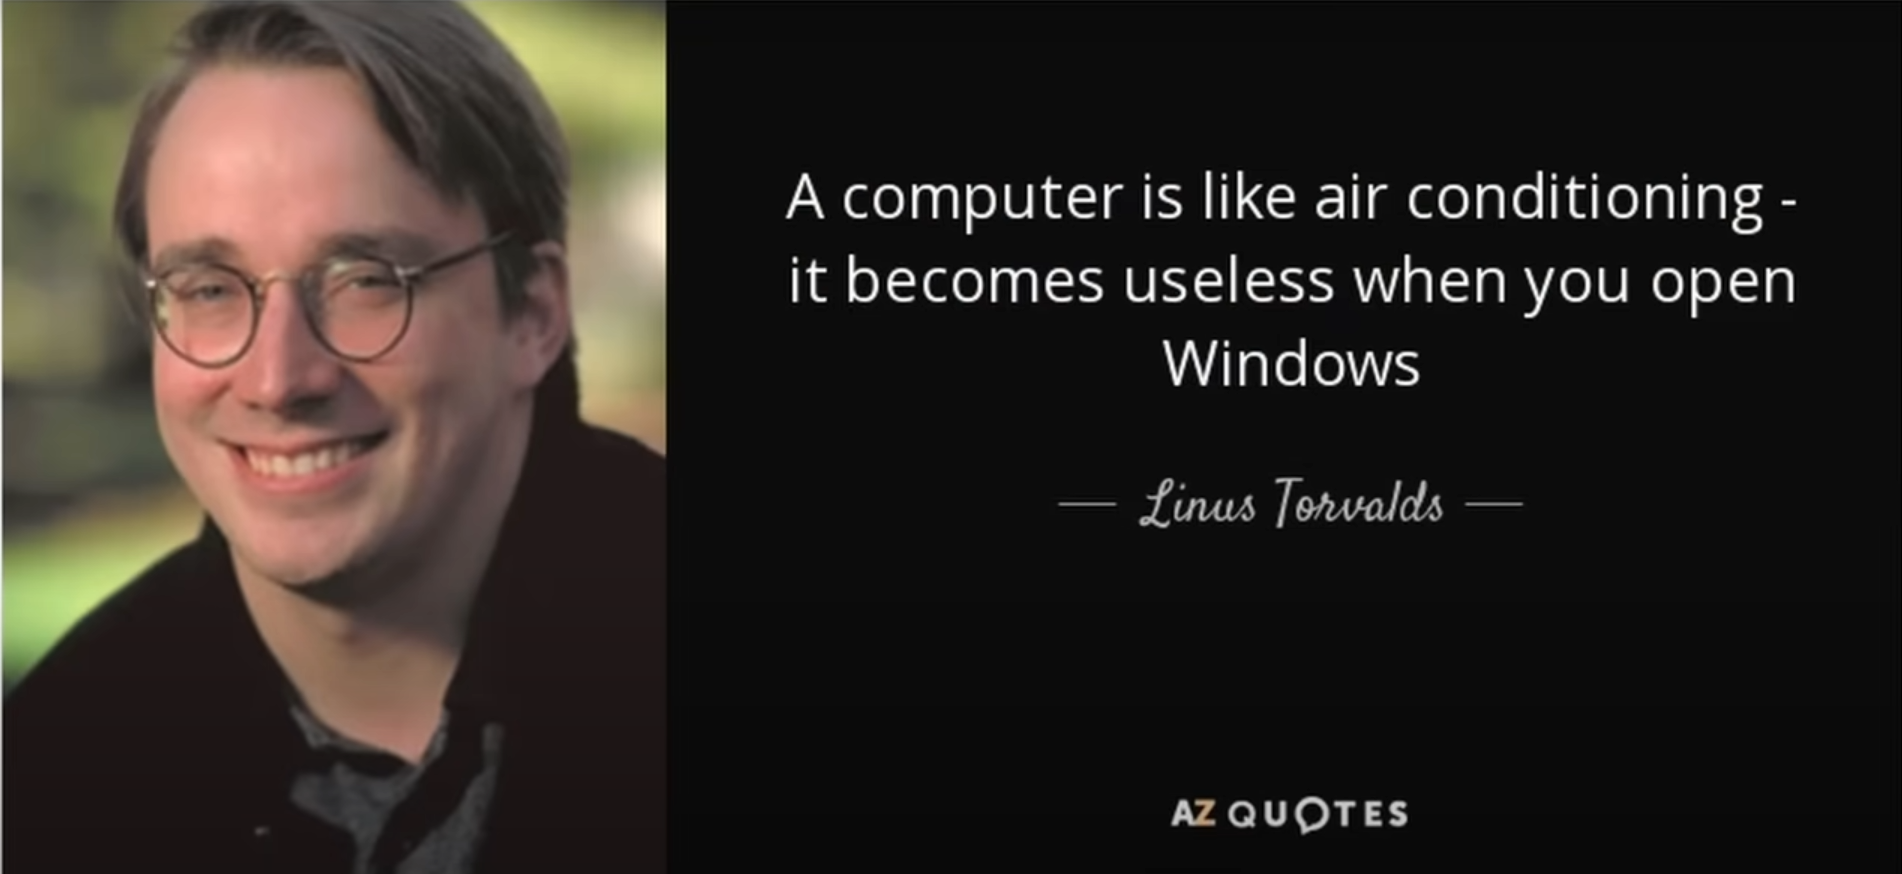 A computer is like air conditioning -
it becomes useless when you open
Windows
— Linus Torvalds —
AZ QUOTES